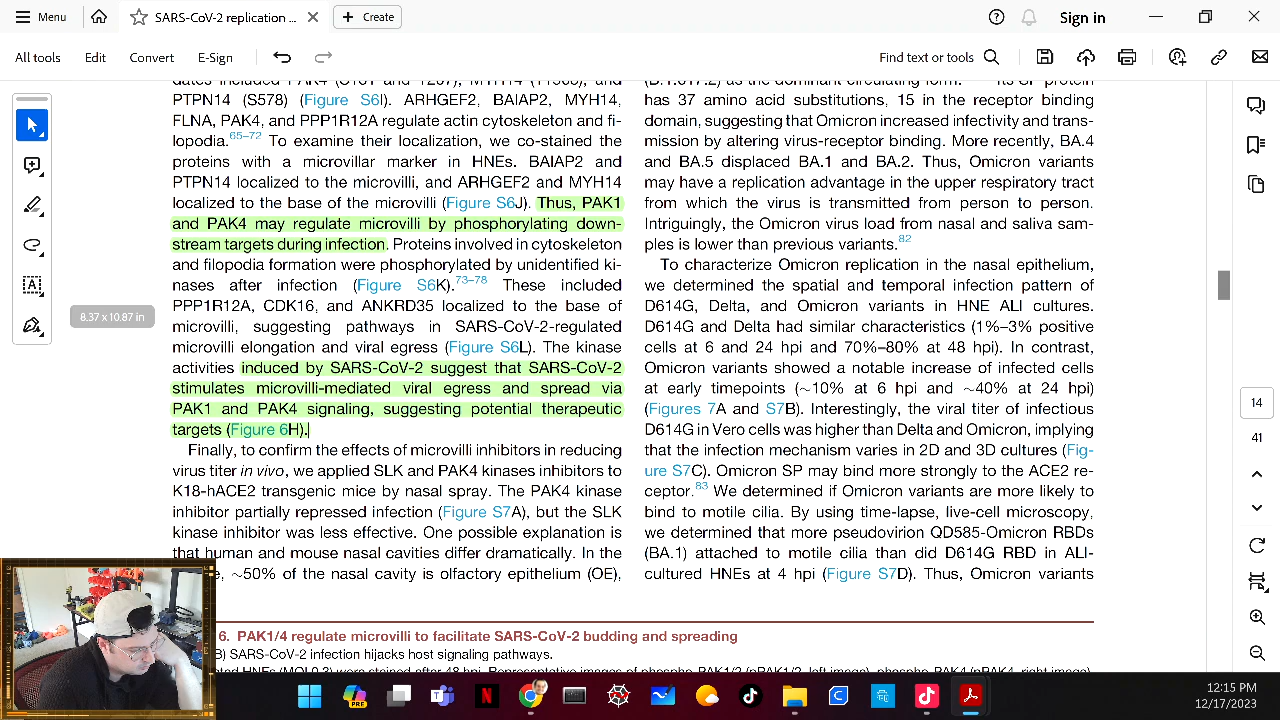 Menu
SARS-CoV-2 replication ...
Create
Sign in
All tools
Edit
Convert
E-Sign
Find text or tools
PTPN14 (S578) (Figure S6I). ARHGEF2, BAIAP2, MYH14,
FLNA, PAK4, and PPP1R12A regulate actin cytoskeleton and fi-
lopodia.65–72 To examine their localization, we co-stained the
proteins with a microvillar marker in HNEs. BAIAP2 and
PTPN14 localized to the microvilli, and ARHGEF2 and MYH14
localized to the base of the microvilli (Figure S6J). Thus, PAK1
and PAK4 may regulate microvilli by phosphorylating down-
stream targets during infection. Proteins involved in cytoskeleton
and filopodia formation were phosphorylated by unidentified ki-
nases after infection (Figure S6K).73–78 These included
PPP1R12A, CDK16, and ANKRD35 localized to the base of
microvilli, suggesting pathways in SARS-CoV-2-regulated
microvilli elongation and viral egress (Figure S6L). The kinase
activities induced by SARS-CoV-2 suggest that SARS-CoV-2
stimulates microvilli-mediated viral egress and spread via
PAK1 and PAK4 signaling, suggesting potential therapeutic
targets (Figure 6H).
Finally, to confirm the effects of microvilli inhibitors in reducing
virus titer in vivo, we applied SLK and PAK4 kinases inhibitors to
K18-hACE2 transgenic mice by nasal spray. The PAK4 kinase
inhibitor partially repressed infection (Figure S7A), but the SLK
kinase inhibitor was less effective. One possible explanation is
that human and mouse nasal cavities differ dramatically. In the
~50% of the nasal cavity is olfactory epithelium (OE),
has 37 amino acid substitutions, 15 in the receptor binding
domain, suggesting that Omicron increased infectivity and trans-
mission by altering virus-receptor binding. More recently, BA.4
and BA.5 displaced BA.1 and BA.2. Thus, Omicron variants
may have a replication advantage in the upper respiratory tract
from which the virus is transmitted from person to person.
Intriguingly, the Omicron virus load from nasal and saliva sam-
ples is lower than previous variants.82
To characterize Omicron replication in the nasal epithelium,
we determined the spatial and temporal infection pattern of
D614G, Delta, and Omicron variants in HNE ALI cultures.
D614G and Delta had similar characteristics (1%–3% positive
cells at 6 and 24 hpi and 70%–80% at 48 hpi). In contrast,
Omicron variants showed a notable increase of infected cells
at early timepoints (~10% at 6 hpi and ~40% at 24 hpi)
(Figures 7A and S7B). Interestingly, the viral titer of infectious
D614G in Vero cells was higher than Delta and Omicron, implying
that the infection mechanism varies in 2D and 3D cultures (Fig-
ure S7C). Omicron SP may bind more strongly to the ACE2 re-
ceptor.83 We determined if Omicron variants are more likely to
bind to motile cilia. By using time-lapse, live-cell microscopy,
we determined that more pseudovirion QD585-Omicron RBDs
(BA.1) attached to motile cilia than did D614G RBD in ALI-
cultured HNEs at 4 hpi (Figure S7D). Thus, Omicron variants
8.37 x 10.87 in
14
41
6. PAK1/4 regulate microvilli to facilitate SARS-CoV-2 budding and spreading
B) SARS-CoV-2 infection hijacks host signaling pathways.
PRE
12:15 PM
12/17/2023